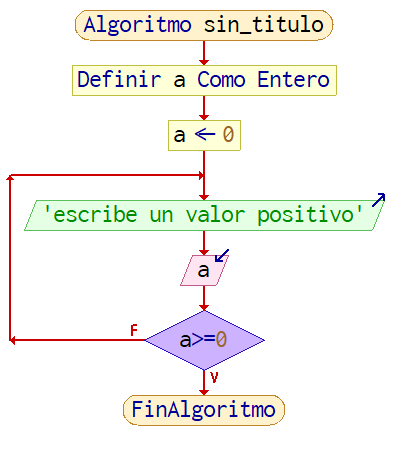 Algoritmo sin_titulo
Definir a Como Entero
a ← 0
'escribe un valor positivo'
a
F
a>=0
V
FinAlgoritmo